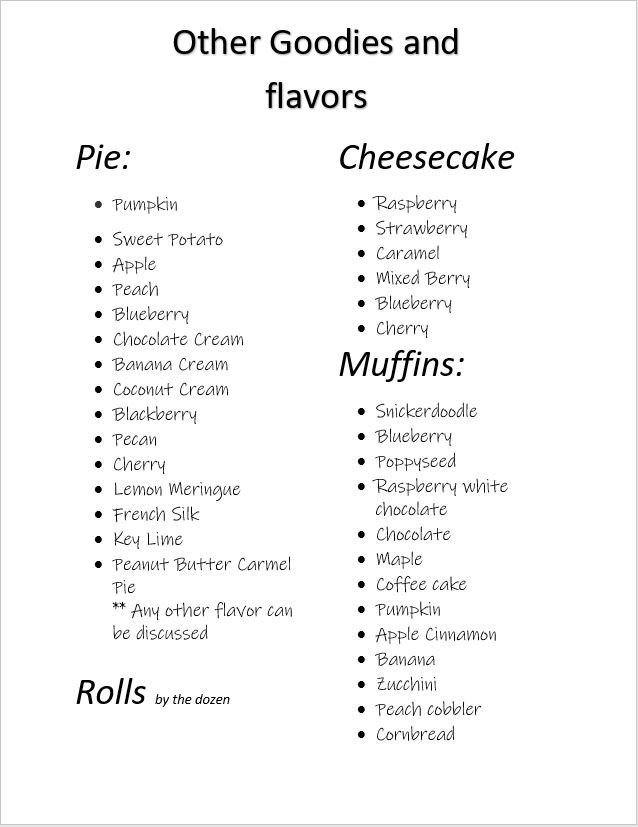 Other Goodies and
flavors
Pie:
Pumpkin
Sweet Potato
Apple
Peach
Blueberry
Chocolate Cream
Banana Cream
Coconut Cream
Blackberry
Pecan
Cherry
Lemon Meringue
French Silk
Key Lime
Peanut Butter Carmel
Pie
** Any other flavor can
be discussed
Rolls by the dozen
Cheesecake
Raspberry
Strawberry
Caramel
Mixed Berry
Blueberry
Cherry
Muffins:
Snickerdoodle
Blueberry
Poppyseed
Raspberry white
chocolate
Chocolate
Maple
Coffee cake
Pumpkin
Apple Cinnamon
Banana
Zucchini
Peach cobbler
Cornbread